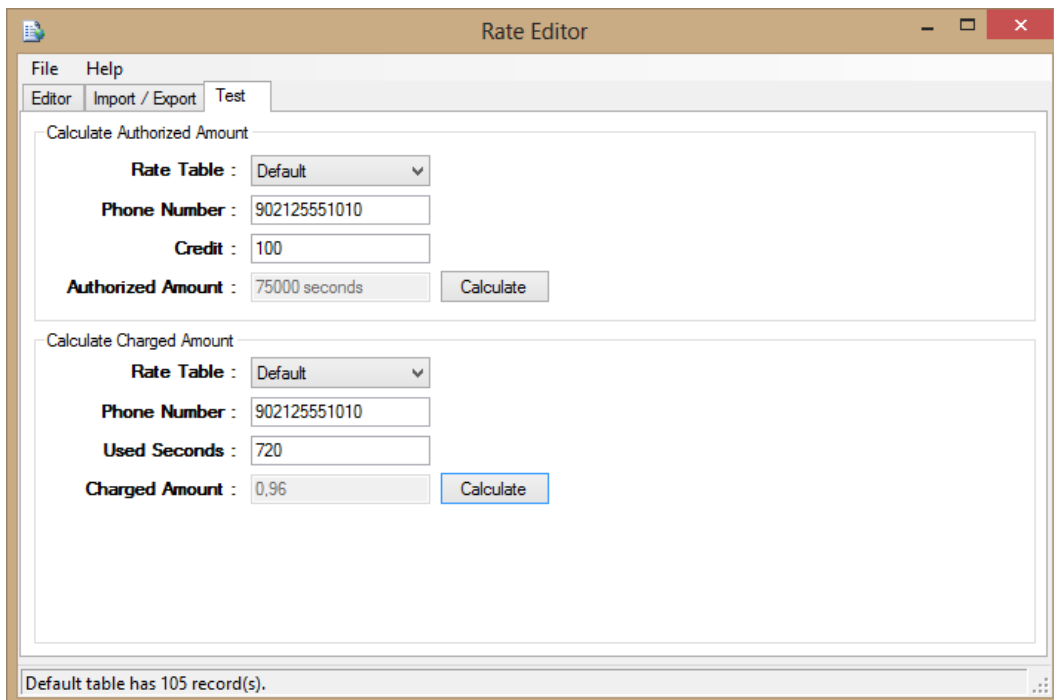 Rate Editor
File Help
Editor Import / Export Test
Calculate Authorized Amount
Rate Table : Default
Phone Number : 902125551010
Credit : 100
Authorized Amount : 75000 seconds Calculate
Calculate Charged Amount
Rate Table : Default
Phone Number : 902125551010
Used Seconds : 720
Charged Amount : 0,96 Calculate
Default table has 105 record(s).